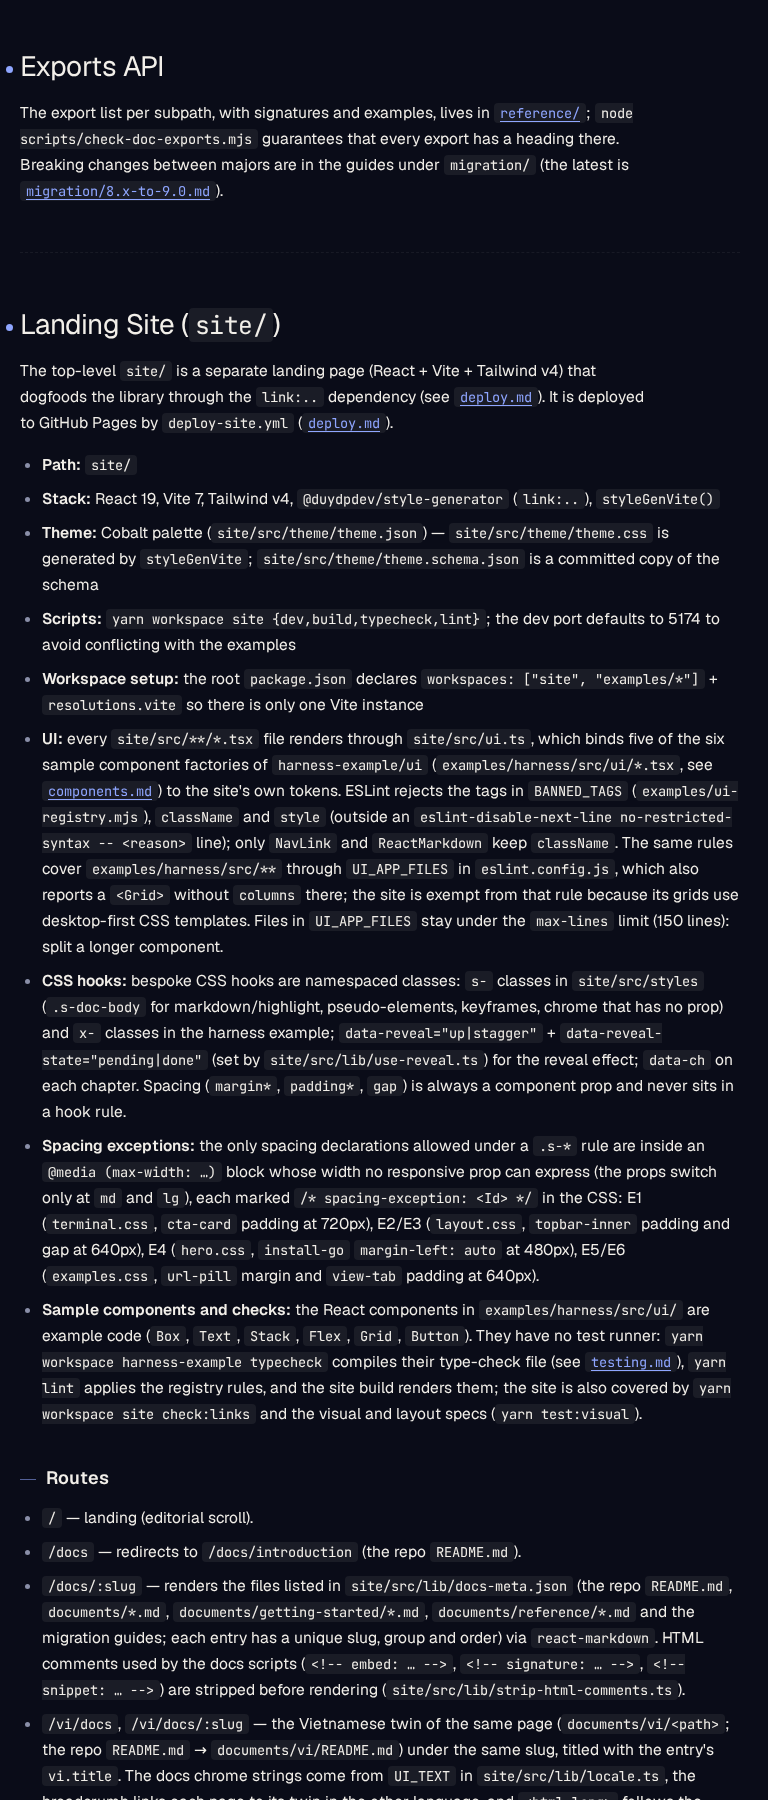 Exports API
The export list per subpath, with signatures and examples, lives in reference/ ; node
scripts/check-doc-exports.mjs guarantees that every export has a heading there.
Breaking changes between majors are in the guides under migration/ (the latest is
migration/8.x-to-9.0.md ).
Landing Site ( site/ )
The top-level site/ is a separate landing page (React + Vite + Tailwind v4) that
dogfoods the library through the link:.. dependency (see deploy.md ). It is deployed
to GitHub Pages by deploy-site.yml ( deploy.md ).
• Path: site/
• Stack: React 19, Vite 7, Tailwind v4, @duydpdev/style-generator ( link:.. ), styleGenVite()
• Theme: Cobalt palette ( site/src/theme/theme.json ) — site/src/theme/theme.css is
generated by styleGenVite ; site/src/theme/theme.schema.json is a committed copy of the
schema
• Scripts: yarn workspace site {dev,build,typecheck,lint} ; the dev port defaults to 5174 to
avoid conflicting with the examples
• Workspace setup: the root package.json declares workspaces: ["site", "examples/*"] +
resolutions.vite so there is only one Vite instance
• UI: every site/src/**/*.tsx file renders through site/src/ui.ts , which binds five of the six
sample component factories of harness-example/ui ( examples/harness/src/ui/*.tsx , see
components.md ) to the site's own tokens. ESLint rejects the tags in BANNED_TAGS ( examples/ui-
registry.mjs ), className and style (outside an eslint-disable-next-line no-restricted-
syntax -- <reason> line); only NavLink and ReactMarkdown keep className . The same rules
cover examples/harness/src/** through UI_APP_FILES in eslint.config.js , which also
reports a <Grid> without columns there; the site is exempt from that rule because its grids use
desktop-first CSS templates. Files in UI_APP_FILES stay under the max-lines limit (150 lines):
split a longer component.
• CSS hooks: bespoke CSS hooks are namespaced classes: s- classes in site/src/styles
( .s-doc-body for markdown/highlight, pseudo-elements, keyframes, chrome that has no prop)
and x- classes in the harness example; data-reveal="up|stagger" + data-reveal-
state="pending|done" (set by site/src/lib/use-reveal.ts ) for the reveal effect; data-ch on
each chapter. Spacing ( margin* , padding* , gap ) is always a component prop and never sits in
a hook rule.
• Spacing exceptions: the only spacing declarations allowed under a .s-* rule are inside an
@media (max-width: …) block whose width no responsive prop can express (the props switch
only at md and lg ), each marked /* spacing-exception: <Id> */ in the CSS: E1
( terminal.css , cta-card padding at 720px), E2/E3 ( layout.css , topbar-inner padding and
gap at 640px), E4 ( hero.css , install-go margin-left: auto at 480px), E5/E6
( examples.css , url-pill margin and view-tab padding at 640px).
• Sample components and checks: the React components in examples/harness/src/ui/ are
example code ( Box , Text , Stack , Flex , Grid , Button ). They have no test runner: yarn
workspace harness-example typecheck compiles their type-check file (see testing.md ), yarn
lint applies the registry rules, and the site build renders them; the site is also covered by yarn
workspace site check:links and the visual and layout specs ( yarn test:visual ).
— Routes
• / — landing (editorial scroll).
• /docs — redirects to /docs/introduction (the repo README.md ).
• /docs/:slug — renders the files listed in site/src/lib/docs-meta.json (the repo README.md ,
documents/*.md , documents/getting-started/*.md , documents/reference/*.md and the
migration guides; each entry has a unique slug, group and order) via react-markdown . HTML
comments used by the docs scripts ( <!-- embed: … --> , <!-- signature: … --> , <!--
snippet: … --> ) are stripped before rendering ( site/src/lib/strip-html-comments.ts ).
• /vi/docs , /vi/docs/:slug — the Vietnamese twin of the same page ( documents/vi/<path> ;
the repo README.md → documents/vi/README.md ) under the same slug, titled with the entry's
vi.title . The docs chrome strings come from UI_TEXT in site/src/lib/locale.ts , the